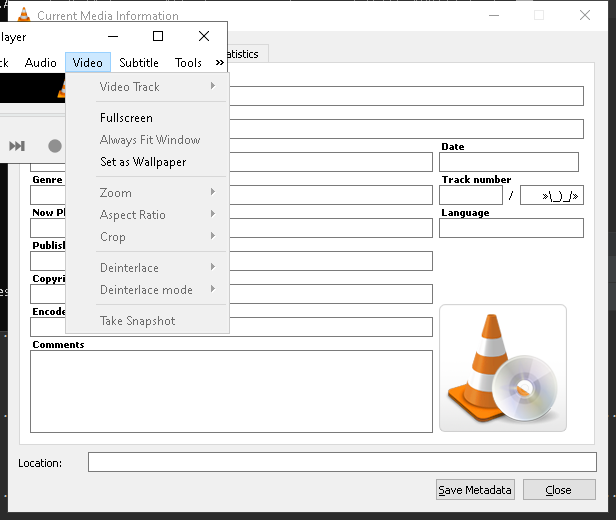 Current Media Information
layer
ck Audio Video Subtitle Tools »
atistics
Video Track
Fullscreen
Always Fit Window
Set as Wallpaper
Date
Genre
Track number
/ »\_)_/»
Zoom
Aspect Ratio
Now Pl
Language
Crop
Publish
Deinterlace
Copyri
Deinterlace mode
es
Encode
Take Snapshot
Comments
Location:
Save Metadata
Close